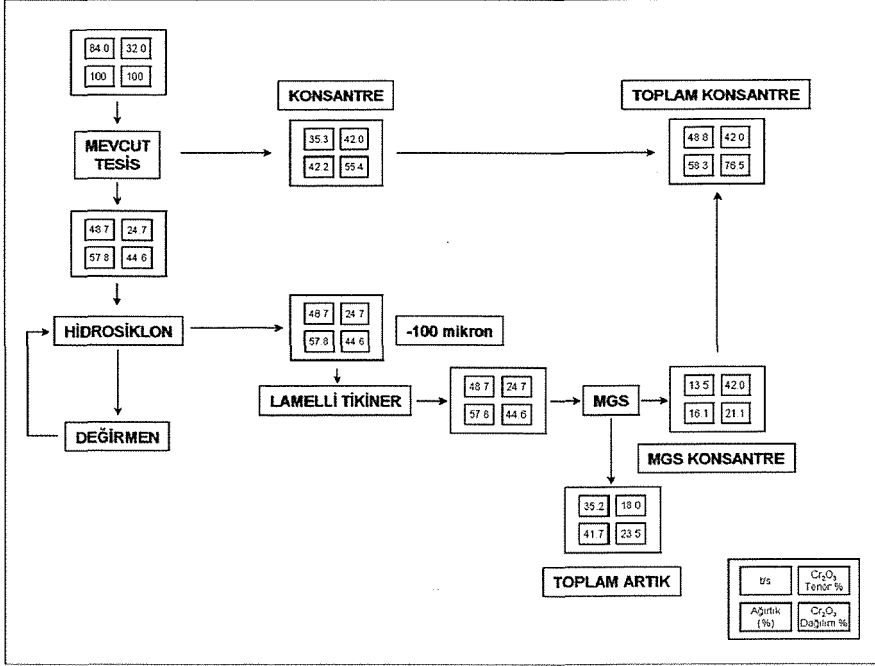 84.0 32.0
100 100
MEVCUT
TESİS
KONSANTRE
35.3 42.0
42.2 55.4
TOPLAM KONSANTRE
48.8 42.0
58.3 76.5
48.7 24.7
57.8 44.6
HİDROSİKLON
48.7 24.7
57.8 44.6
-100 mikron
DEĞİRMEN
LAMELLİ TİKİNER
48.7 24.7
57.8 44.6
MGS
13.5 42.0
16.1 21.1
MGS KONSANTRE
35.2 18.0
41.7 23.5
TOPLAM ARTIK
t/s
Cr₂O₃
Tenör %
Ağırlık
(%)
Cr₂O₃
Dağılım %